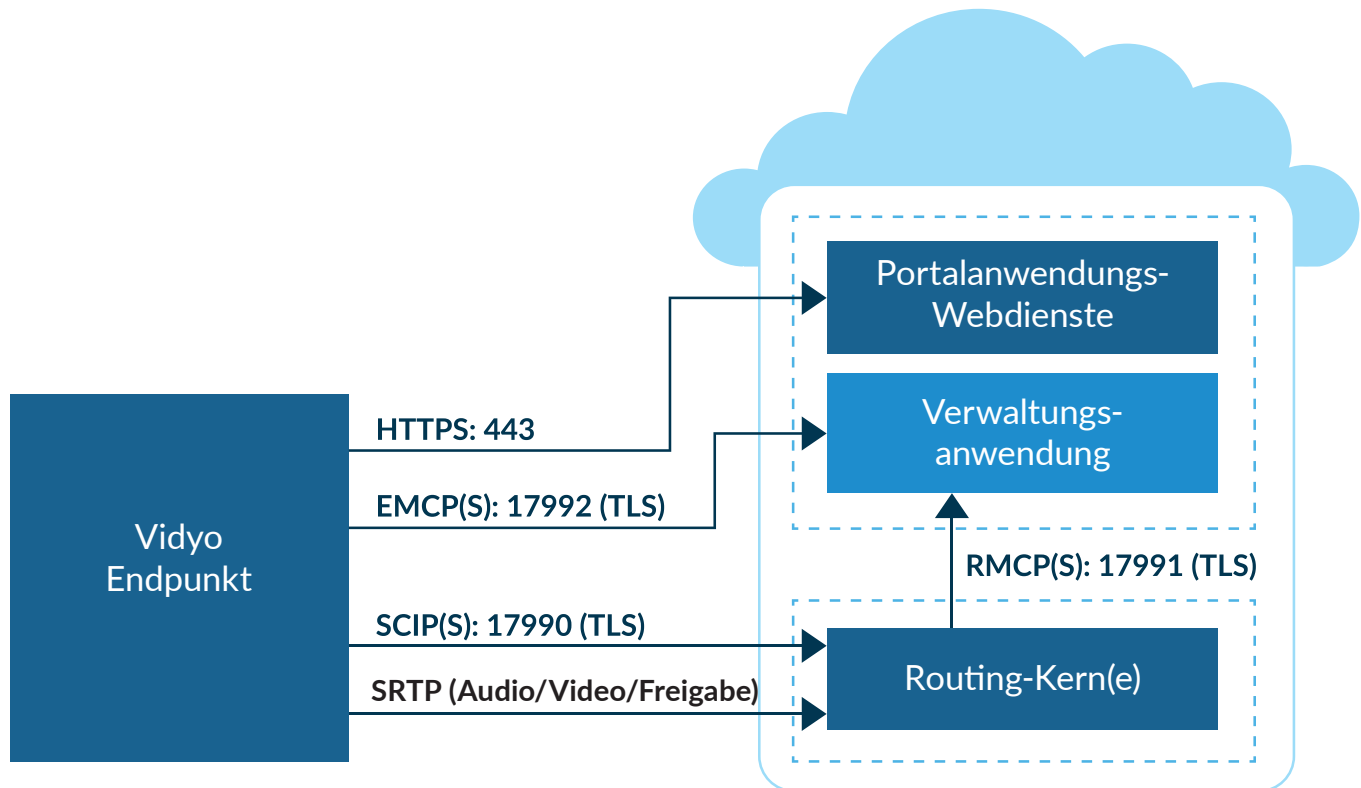 Portalanwendungs-
Webdienste
Verwaltungs-
anwendung
HTTPS: 443
EMCP(S): 17992 (TLS)
Vidyo
Endpunkt
RMCP(S): 17991 (TLS)
SCIP(S): 17990 (TLS)
SRTP (Audio/Video/Freigabe)
Routing-Kern(e)